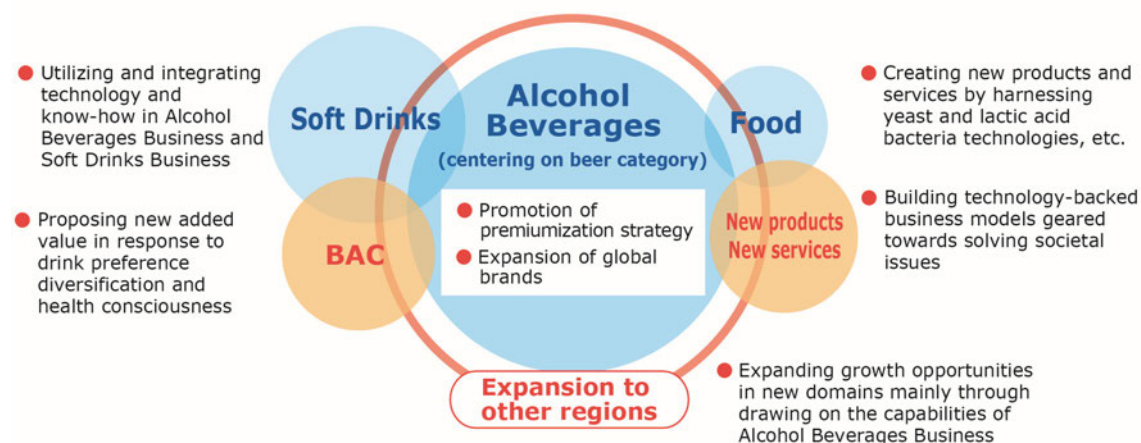 ● Utilizing and integrating
technology and
know-how in Alcohol
Beverages Business and
Soft Drinks Business
● Proposing new added
value in response to
drink preference
diversification and
health consciousness
Soft Drinks
BAC
Alcohol
Beverages
(centering on beer category)
● Promotion of
premiumization strategy
● Expansion of global
brands
Food
New products
New services
Expansion to
other regions
● Creating new products and
services by harnessing
yeast and lactic acid
bacteria technologies, etc.
● Building technology-backed
business models geared
towards solving societal
issues
● Expanding growth opportunities
in new domains mainly through
drawing on the capabilities of
Alcohol Beverages Business